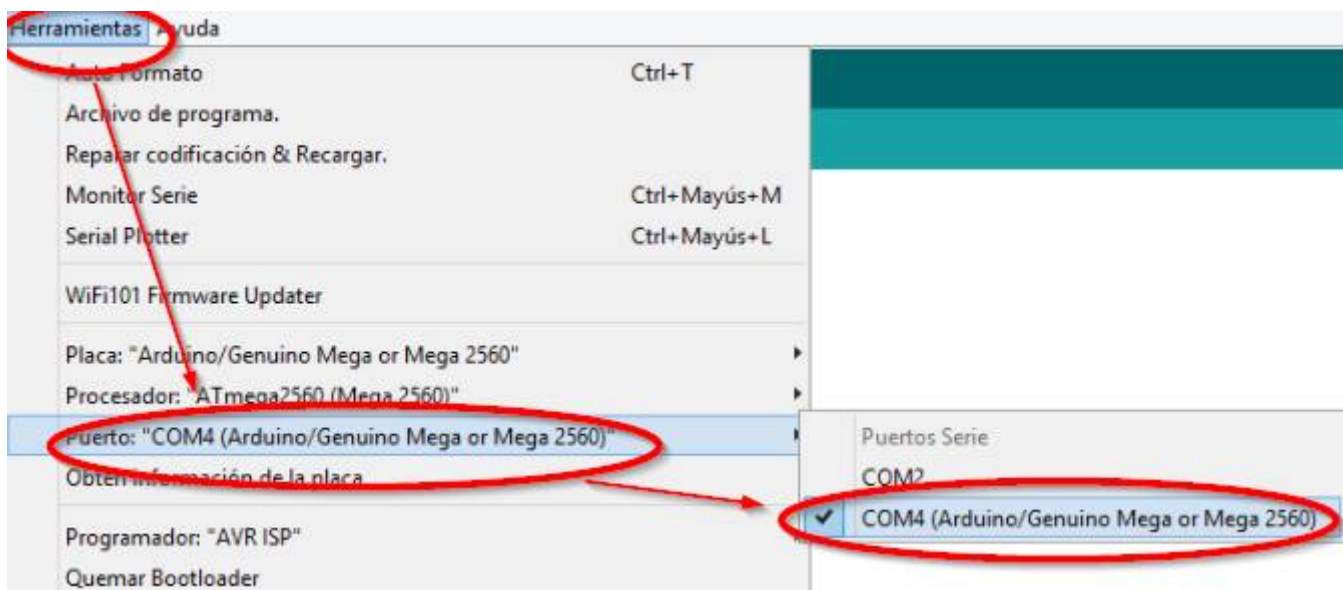 Herramientas Ayuda
Auto Formato Ctrl+T
Archivo de programa.
Reparar codificación & Recargar.
Monitor Serie Ctrl+Mayús+M
Serial Plotter Ctrl+Mayús+L
WiFi101 Firmware Updater
Placa: "Arduino/Genuino Mega or Mega 2560"
Procesador: "ATmega2560 (Mega 2560)"
Puerto: "COM4 (Arduino/Genuino Mega or Mega 2560)"
Puertos Serie
Obtén información de la placa
COM2
COM4 (Arduino/Genuino Mega or Mega 2560)
Programador: "AVR ISP"
Quemar Bootloader